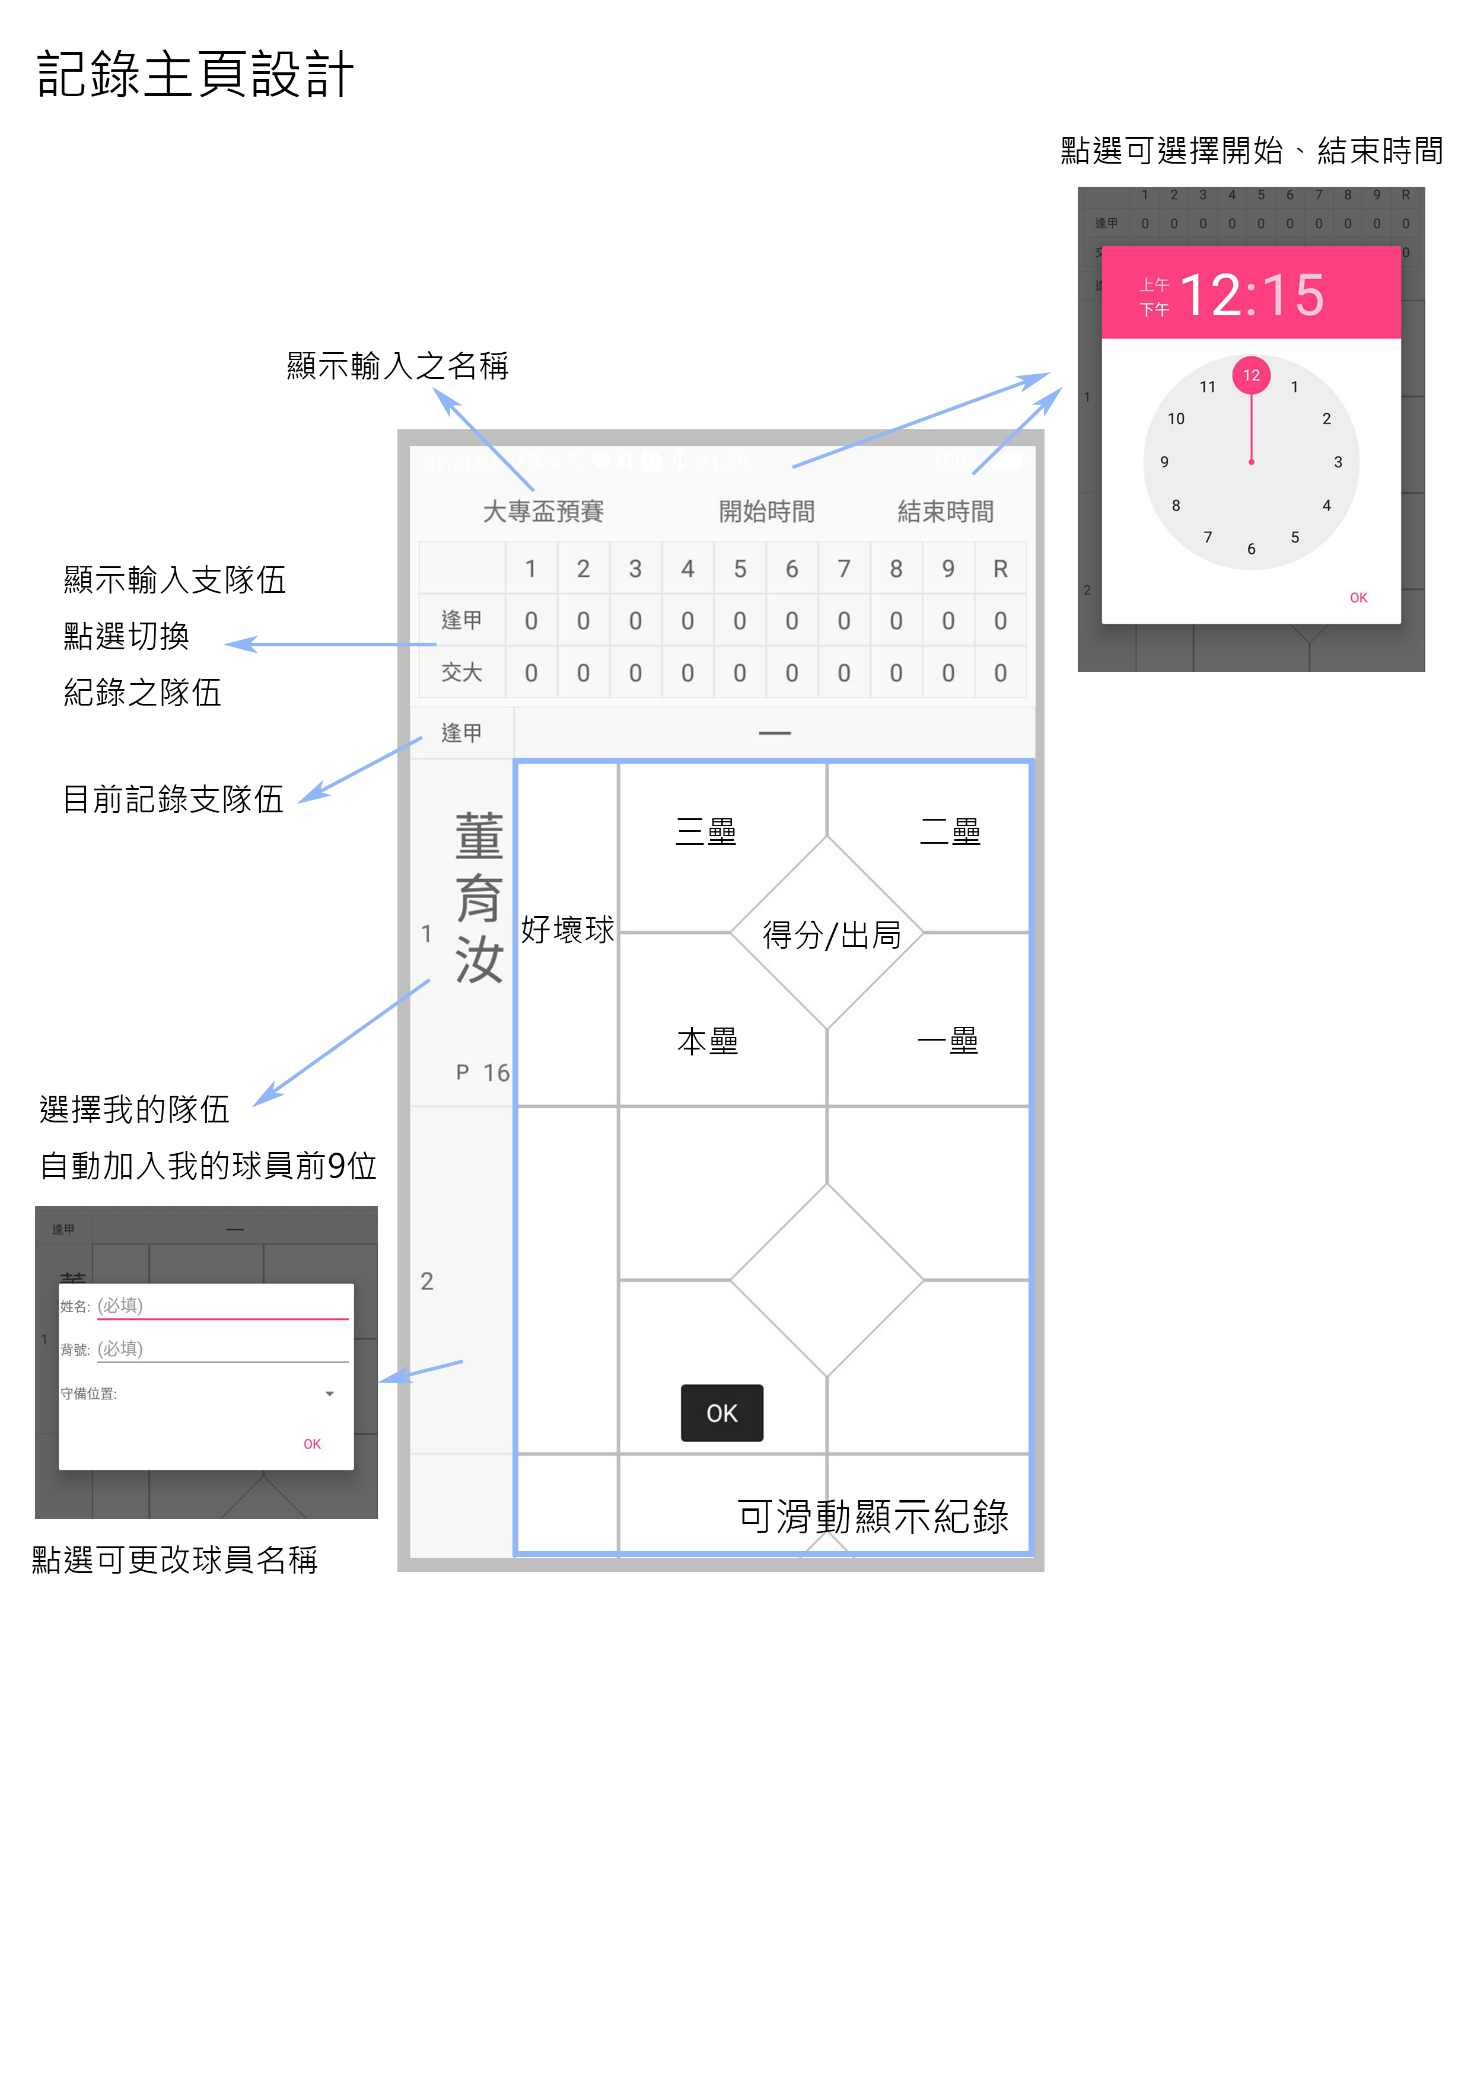 記錄主頁設計
點選可選擇開始、結束時間
1 2 3 4 5 6 7 8 9 R
逢甲 0 0 0 0 0 0 0 0 0 0
0
上午
下午
12:15
12
1
2
3
4
5
6
7
8
9
10
11
OK
1
2
顯示輸入之名稱
大專盃預賽 開始時間 結束時間
1 2 3 4 5 6 7 8 9 R
逢甲 0 0 0 0 0 0 0 0 0 0
交大 0 0 0 0 0 0 0 0 0 0
顯示輸入支隊伍
點選切換
紀錄之隊伍
逢甲 一
目前記錄支隊伍
1
董育汝
P 16
好壞球
三壘
二壘
得分/出局
本壘
一壘
2
OK
可滑動顯示紀錄
選擇我的隊伍
自動加入我的球員前9位
逢甲 一
1
姓名: (必填)
背號: (必填)
守備位置:
OK
點選可更改球員名稱